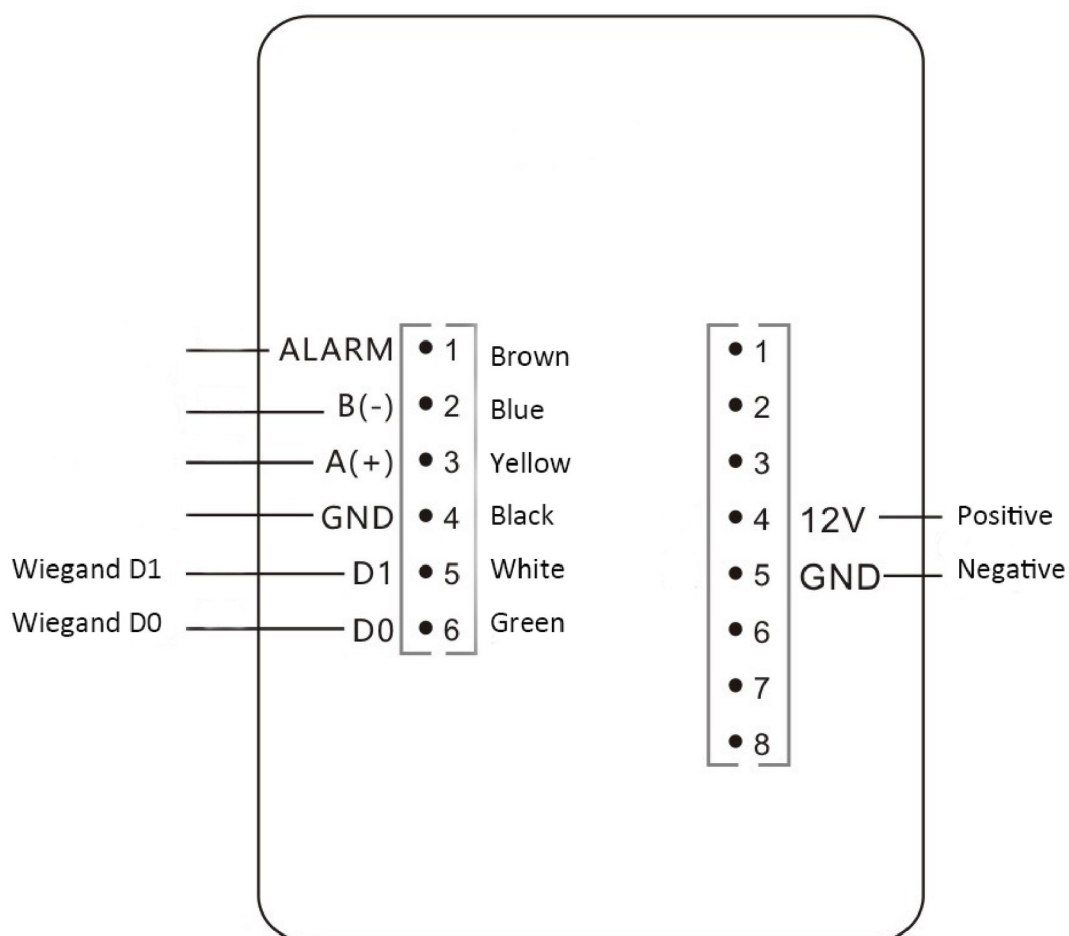 ALARM 1 Brown
B(-) 2 Blue
A(+) 3 Yellow
GND 4 Black
Wiegand D1 D1 5 White
Wiegand D0 D0 6 Green
1
2
3
4 12V Positive
5 GND Negative
6
7
8